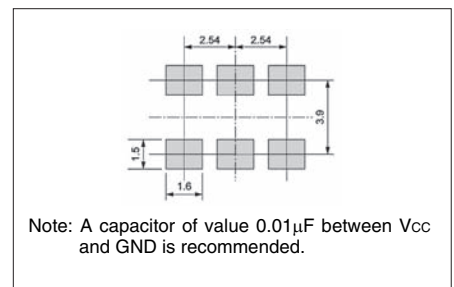 2.54 2.54
3.9
1.5
1.6
Note: A capacitor of value 0.01μF between Vcc
and GND is recommended.